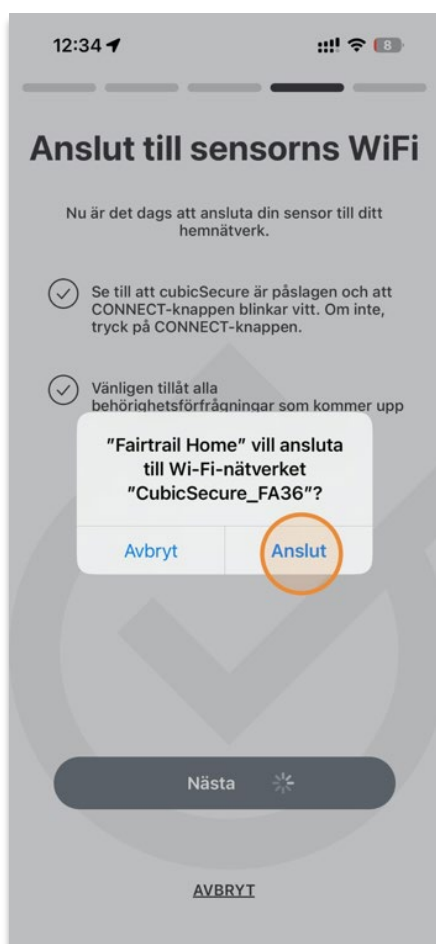 12:34
8
Anslut till sensorns WiFi
Nu är det dags att ansluta din sensor till ditt
hemnätverk.
Se till att cubicSecure är påslagen och att
CONNECT-knappen blinkar vitt. Om inte,
tryck på CONNECT-knappen.
Vänligen tillåt alla
behörighetsförfrågningar som kommer upp
"Fairtrail Home" vill ansluta
till Wi-Fi-nätverket
"CubicSecure_FA36"?
Avbryt Anslut
Nästa
AVBRYT